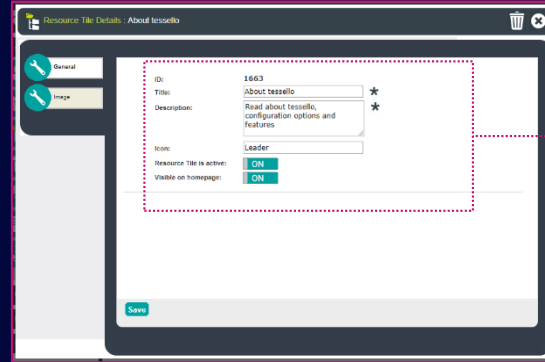 Resource Tile Details : About tessello
General
Image
ID: 1663
Title: About tessello *
Description: Read about tessello, *
configuration options and
features
Icon: Leader
Resource Tile is active: ON
Visible on homepage: ON
Save